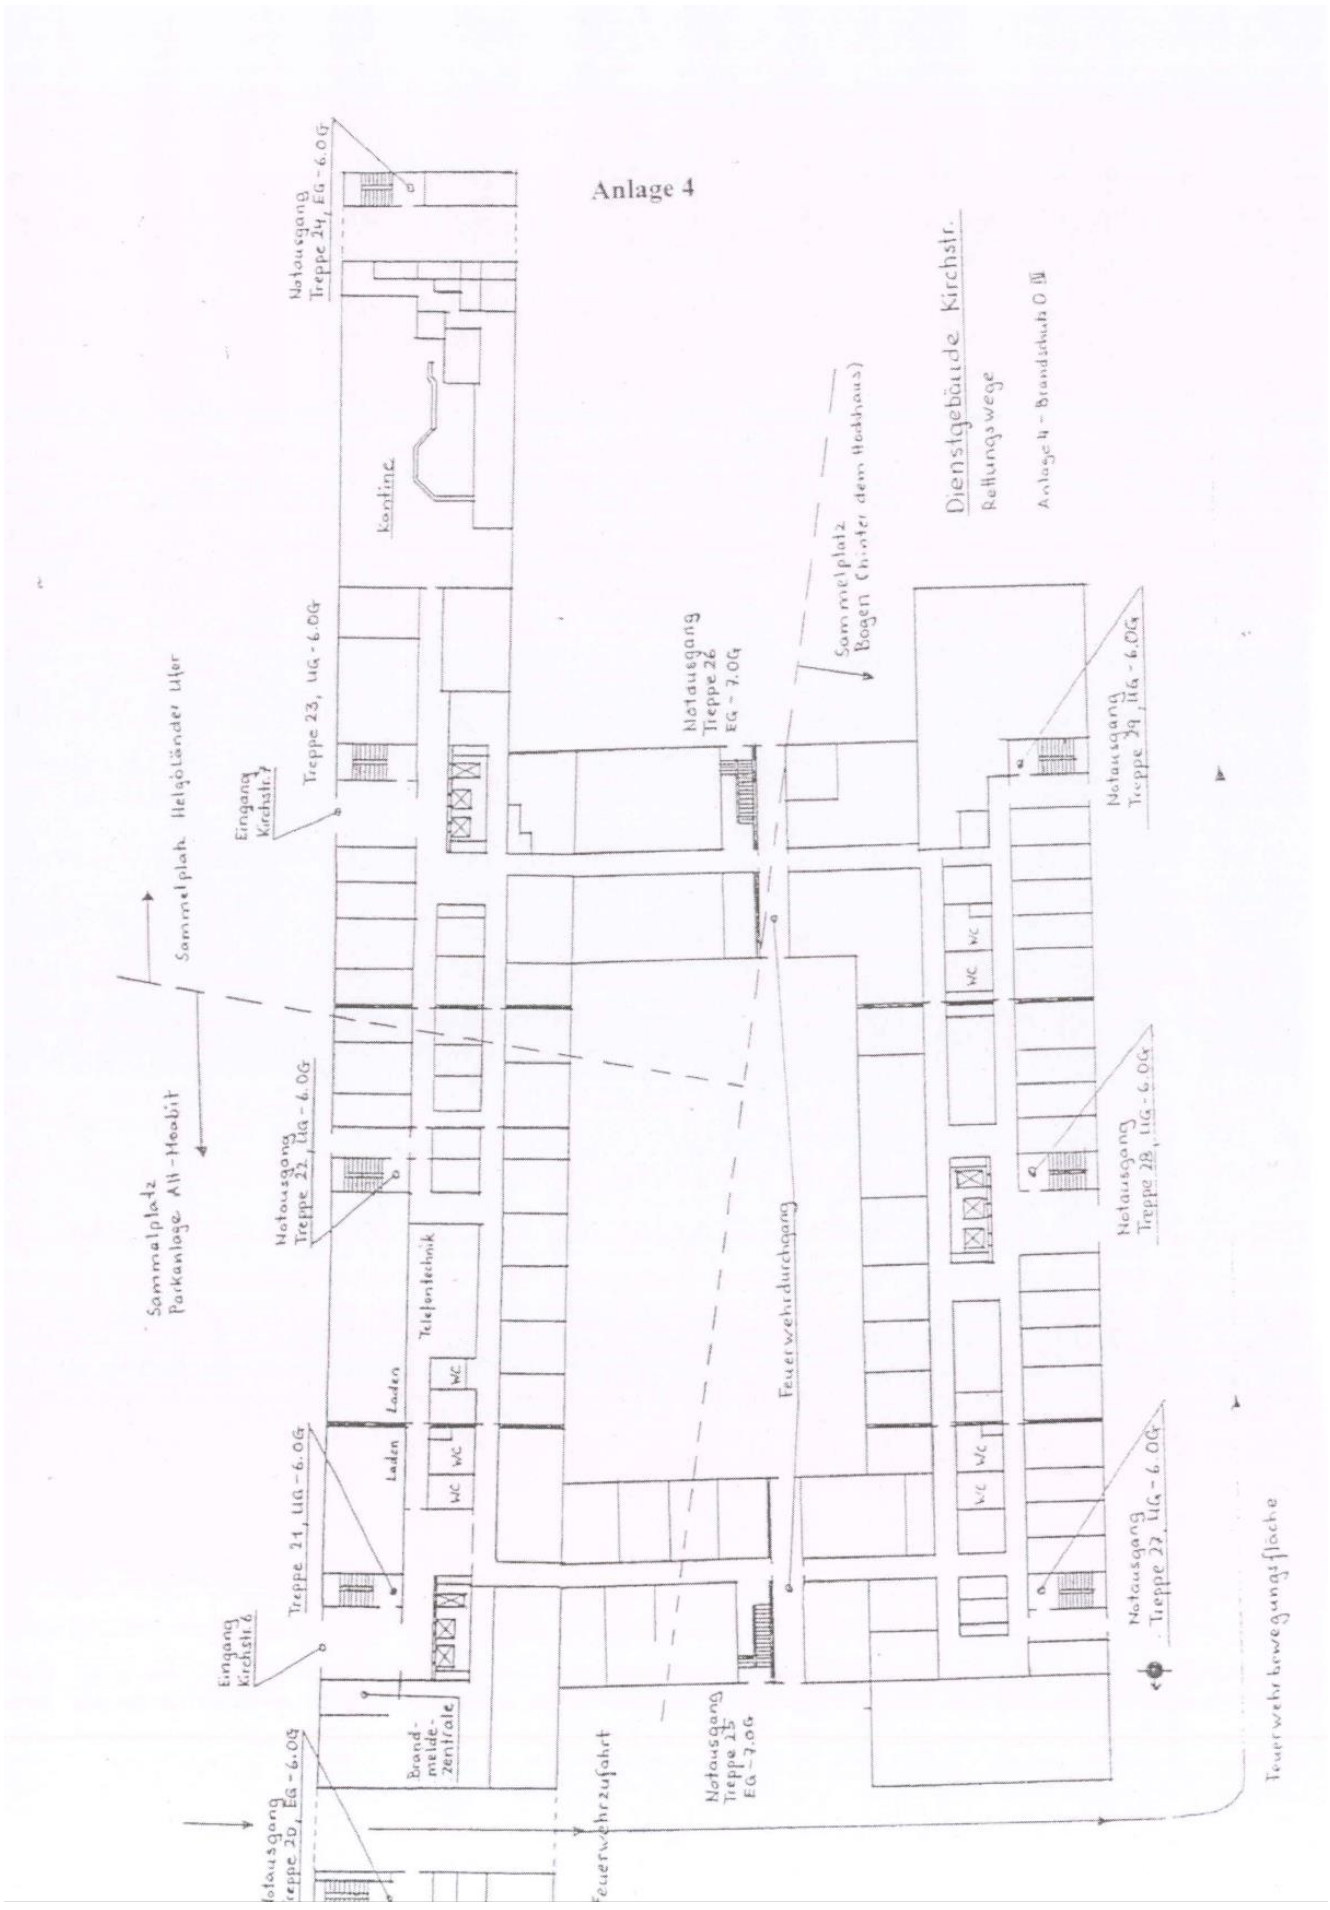 Anlage 4
Notausgang
Treppe 24, EG-6.OG
Kantine
Dienstgebäude Kirchstr.
Rettungswege
Anlage 4 - Brandschuh O IV
Sammelplatz
Bogen (hinter dem Hochhaus)
Treppe 23, UG-6.OG
Eingang
Kirchstr. 7
Sammelplatz Helgoländer Ufer
Notausgang
Treppe 26
EG-7.OG
Notausgang
Treppe 29, UG-6.OG
WC
WC
Sammelplatz
Parkanlage Alt-Moabit
Notausgang
Treppe 22, UG-6.OG
Telefontechnik
Feuerwehrdurchgang
Notausgang
Treppe 28, UG-6.OG
Laden
WC
Laden
WC
WC
Treppe 21, UG-6.OG
Eingang
Kirchstr. 6
WC
WC
Notausgang
Treppe 27, UG-6.OG
Brand-
melde-
zentrale
Notausgang
Treppe 25
EG-7.OG
Feuerwehrbewegungsfläche
Notausgang
Treppe 20, EG-6.OG
Feuerwehrzufahrt